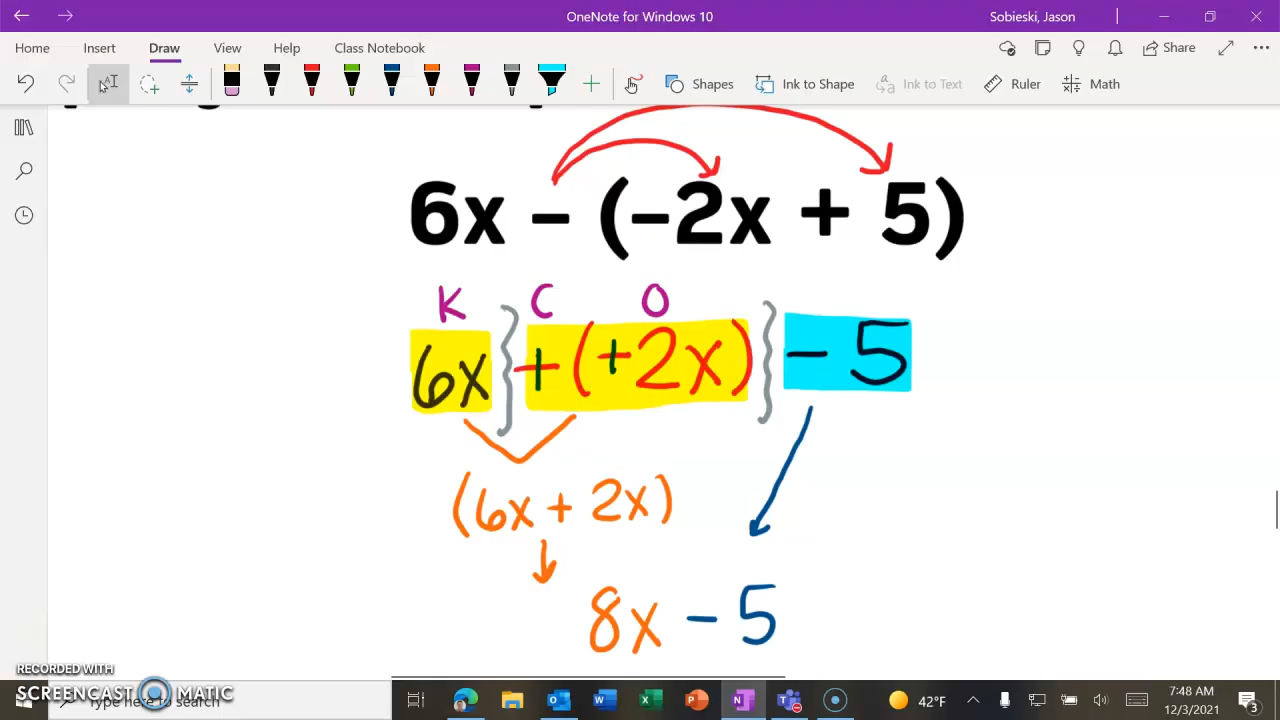 OneNote for Windows 10
Sobieski, Jason
Home Insert Draw View Help Class Notebook
Share
Shapes Ink to Shape Ink to Text Ruler Math
6x – (–2x + 5)
K C O
6x + (+2x) - 5
(6x + 2x)
8x - 5
RECORDED WITH
SCREENCAST MATIC
Type here to search
42°F
7:48 AM
12/3/2021
3